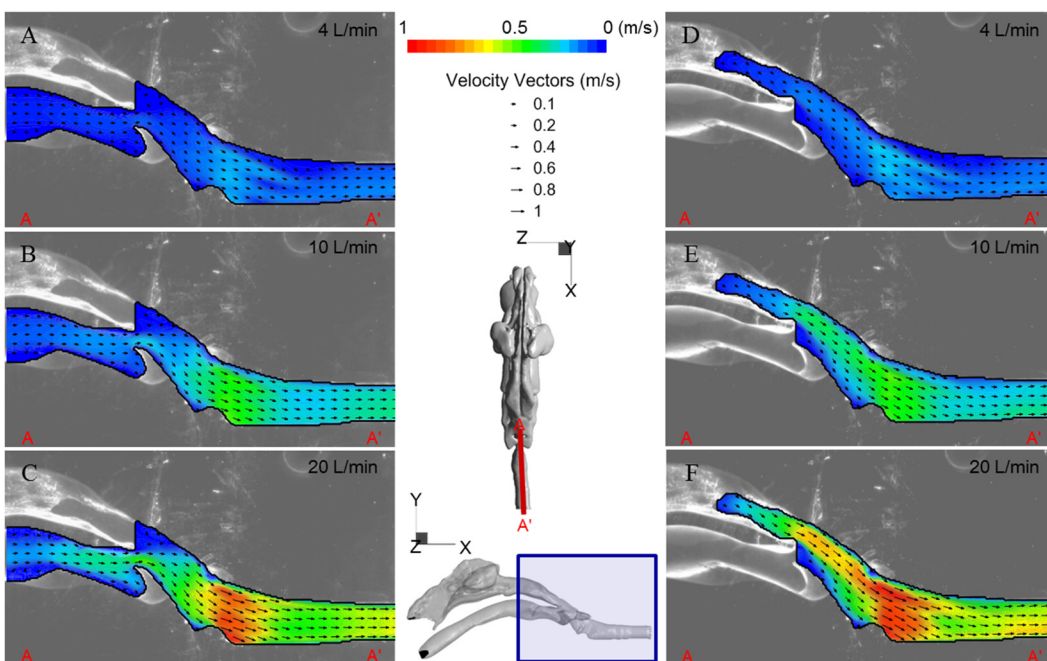 A
4 L/min
A
A'
B
10 L/min
A
A'
C
20 L/min
A
A'
1
0.5
0 (m/s)
Velocity Vectors (m/s)
0.1
0.2
0.4
0.6
0.8
1
Z
Y
X
A
A'
Y
Z
X
D
4 L/min
A
A'
E
10 L/min
A
A'
F
20 L/min
A
A'